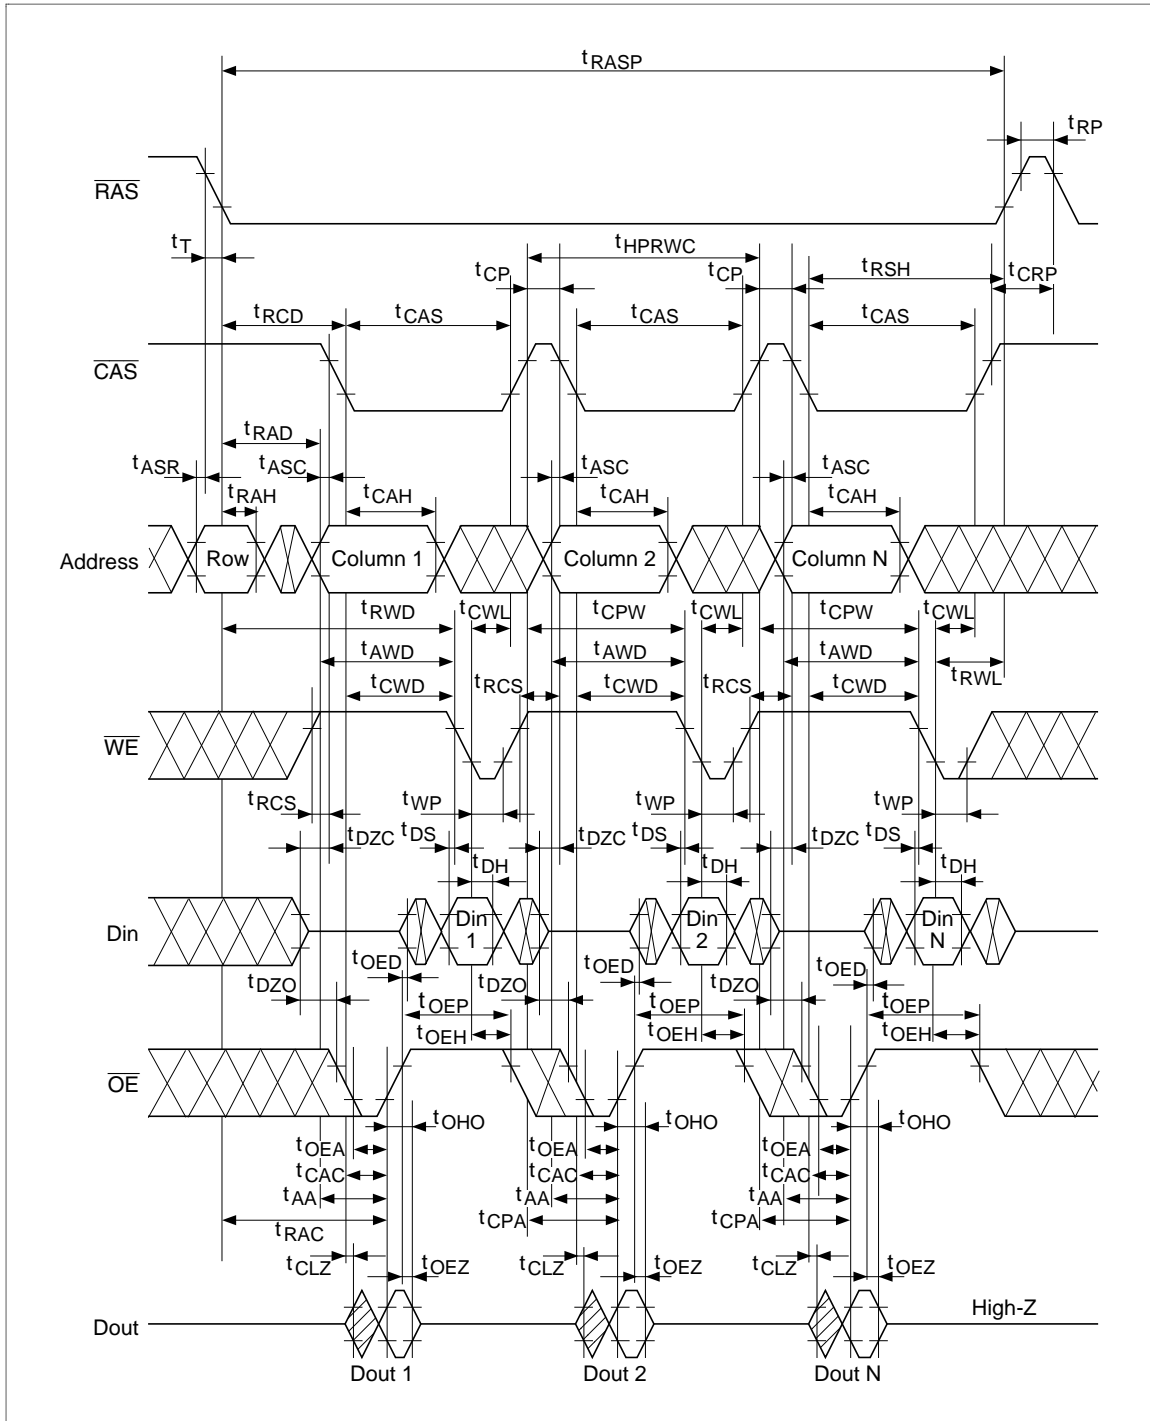 tRASP
tRP
RAS
tT
tHPRWC
tCP
tCP
tRSH
tCRP
tRCD
tCAS
tCAS
tCAS
CAS
tRAD
tASR
tASC
tASC
tASC
tRAH
tCAH
tCAH
tCAH
Address
Row
Column 1
Column 2
Column N
tRWD
tCWL
tCPW
tCWL
tCPW
tCWL
tAWD
tAWD
tAWD
tRWL
tCWD
tRCS
tCWD
tRCS
tCWD
WE
tRCS
tWP
tWP
tWP
tDZC
tDS
tDZC
tDS
tDZC
tDS
tDH
tDH
tDH
Din
Din 1
Din 2
Din N
tOED
tOED
tOED
tDZO
tDZO
tDZO
tOEP
tOEP
tOEP
tOEH
tOEH
tOEH
OE
tOHO
tOHO
tOHO
tOEA
tOEA
tOEA
tCAC
tCAC
tCAC
tAA
tAA
tAA
tRAC
tCPA
tCPA
tCLZ
tOEZ
tCLZ
tOEZ
tCLZ
tOEZ
High-Z
Dout
Dout 1
Dout 2
Dout N